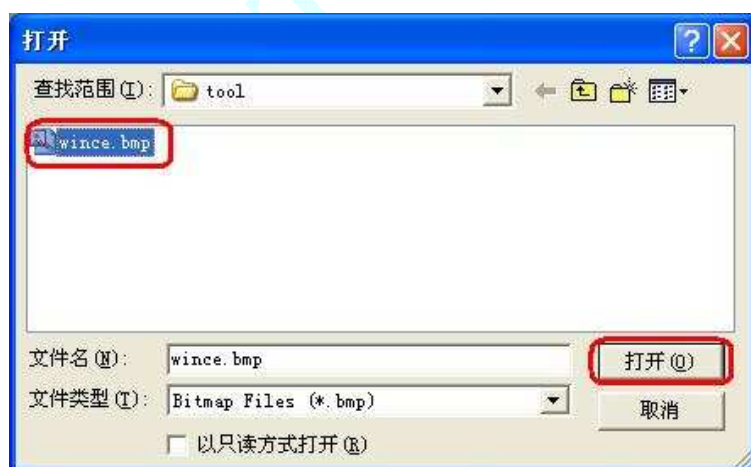 打开
查找范围(I): tool
wince.bmp
文件名(N): wince.bmp 打开(O)
文件类型(T): Bitmap Files (*.bmp) 取消
以只读方式打开(R)